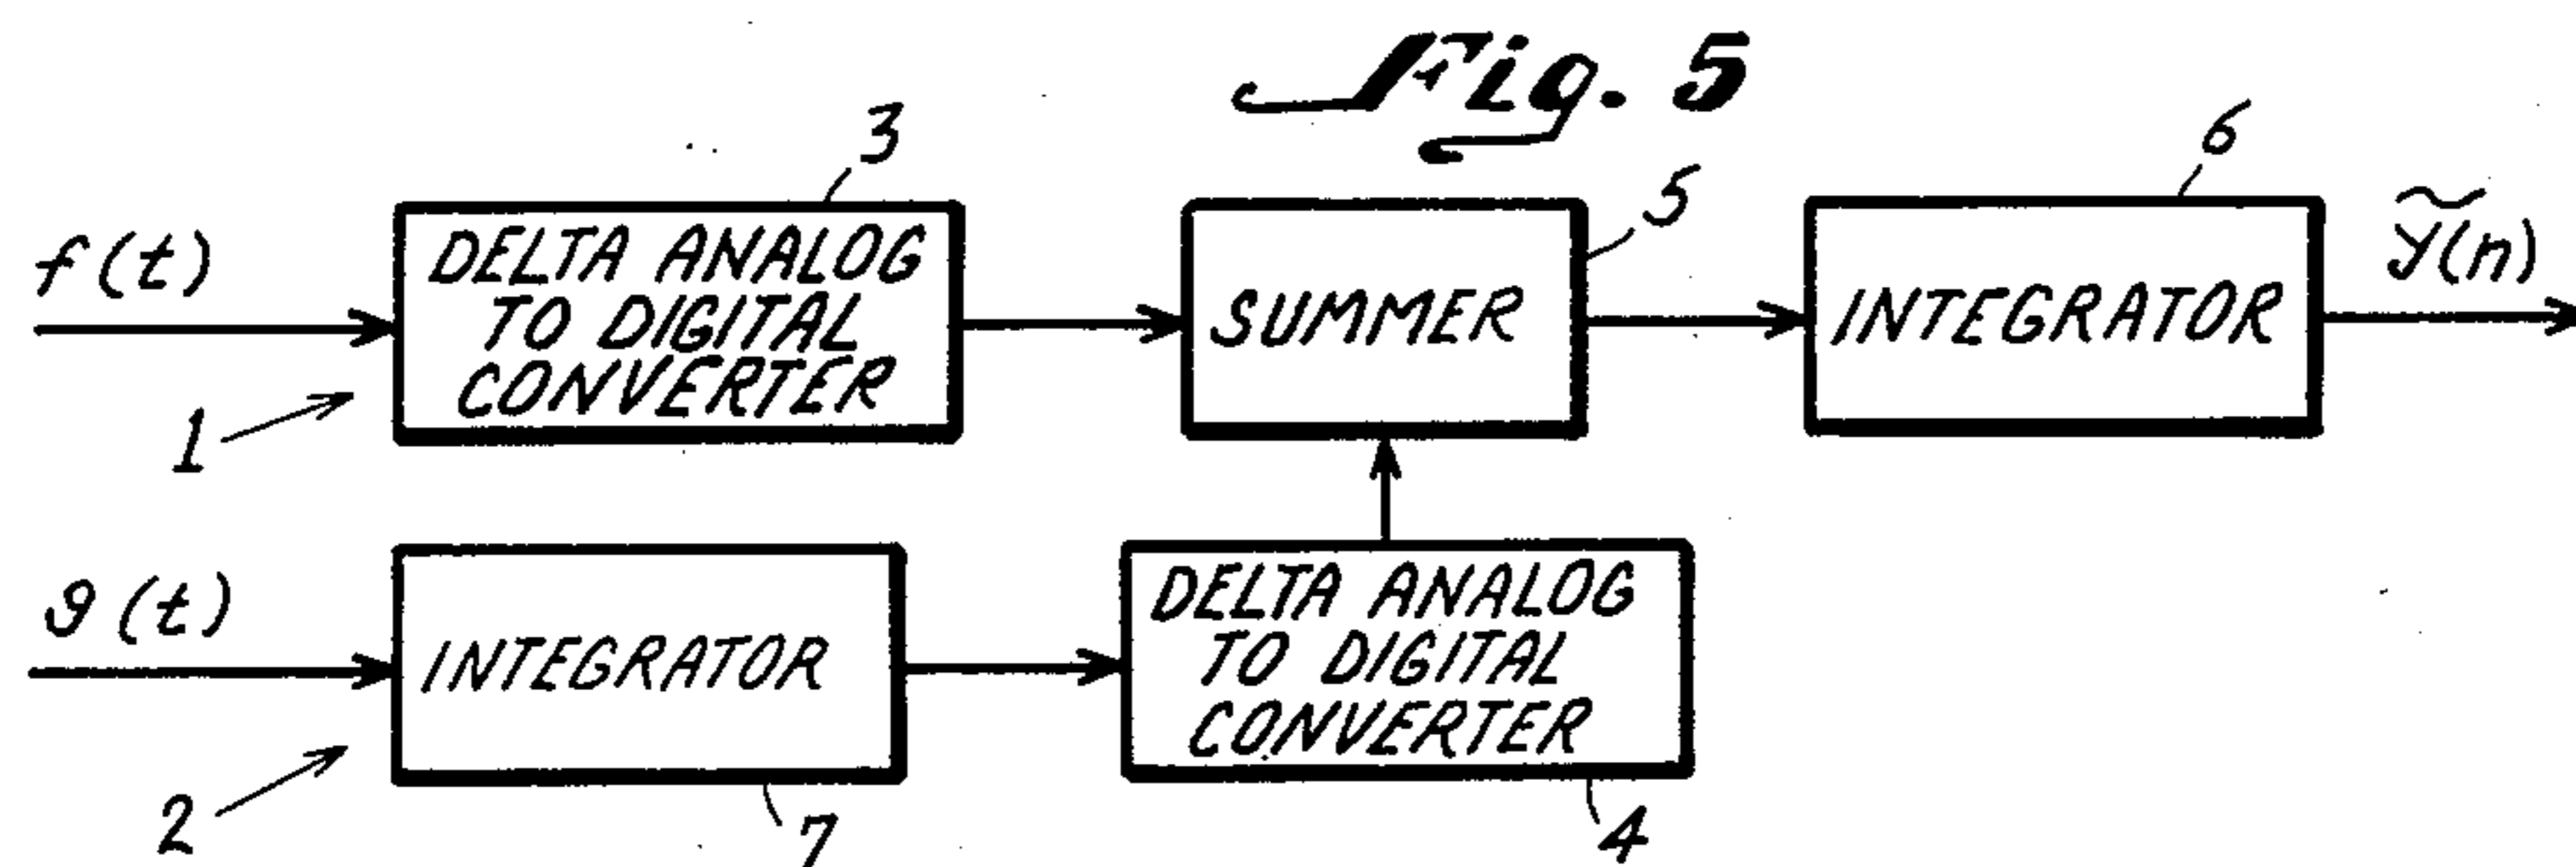 Fig. 5
3
5
6
f(t)
DELTA ANALOG
TO DIGITAL
CONVERTER
SUMMER
INTEGRATOR
ỹ(n)
1
g(t)
INTEGRATOR
DELTA ANALOG
TO DIGITAL
CONVERTER
2
7
4